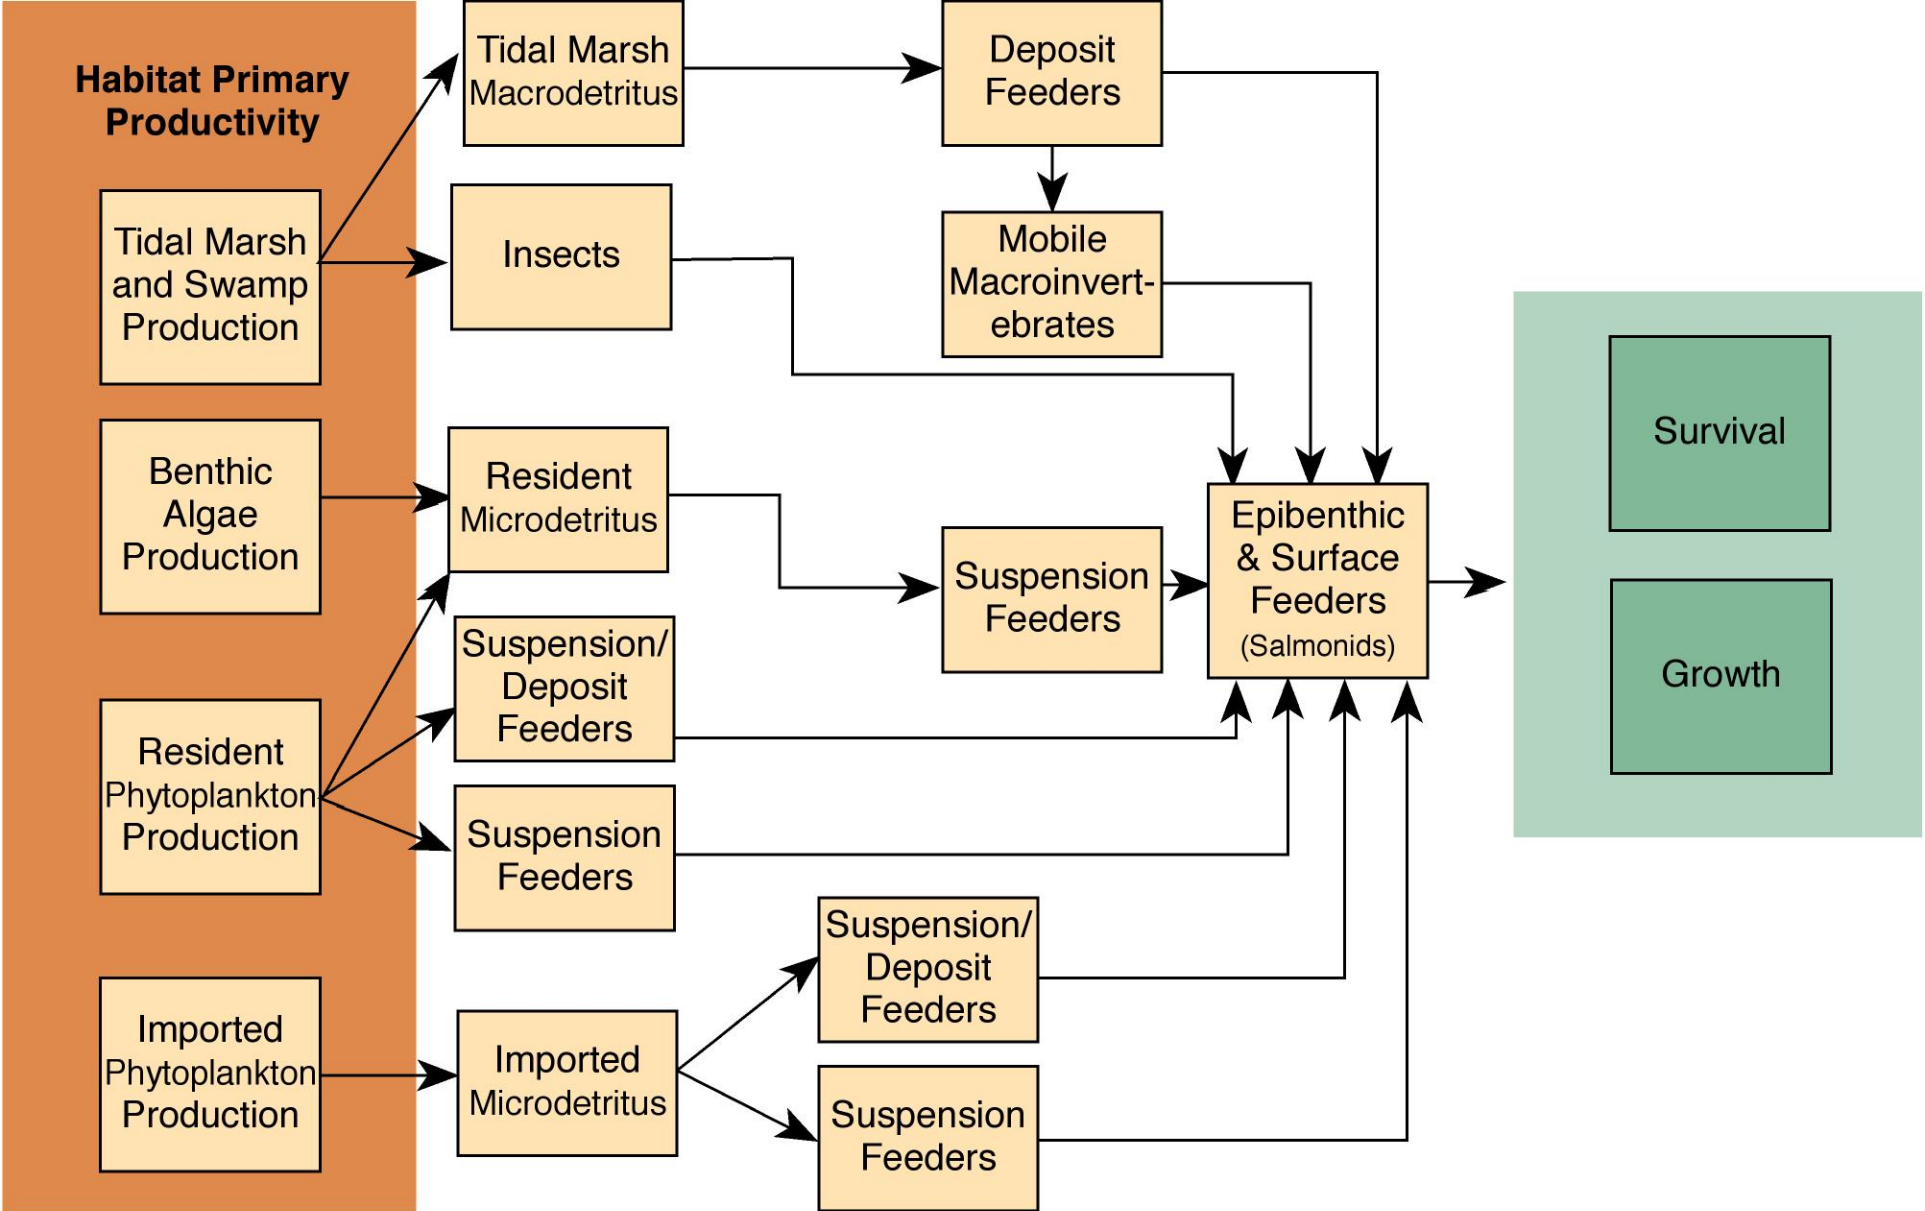 Habitat Primary
Productivity
Tidal Marsh
and Swamp
Production
Benthic
Algae
Production
Resident
Phytoplankton
Production
Imported
Phytoplankton
Production
Tidal Marsh
Macrodetritus
Insects
Resident
Microdetritus
Suspension/
Deposit
Feeders
Suspension
Feeders
Imported
Microdetritus
Deposit
Feeders
Mobile
Macroinvert-
ebrates
Suspension
Feeders
Suspension/
Deposit
Feeders
Suspension
Feeders
Epibenthic
& Surface
Feeders
(Salmonids)
Survival
Growth